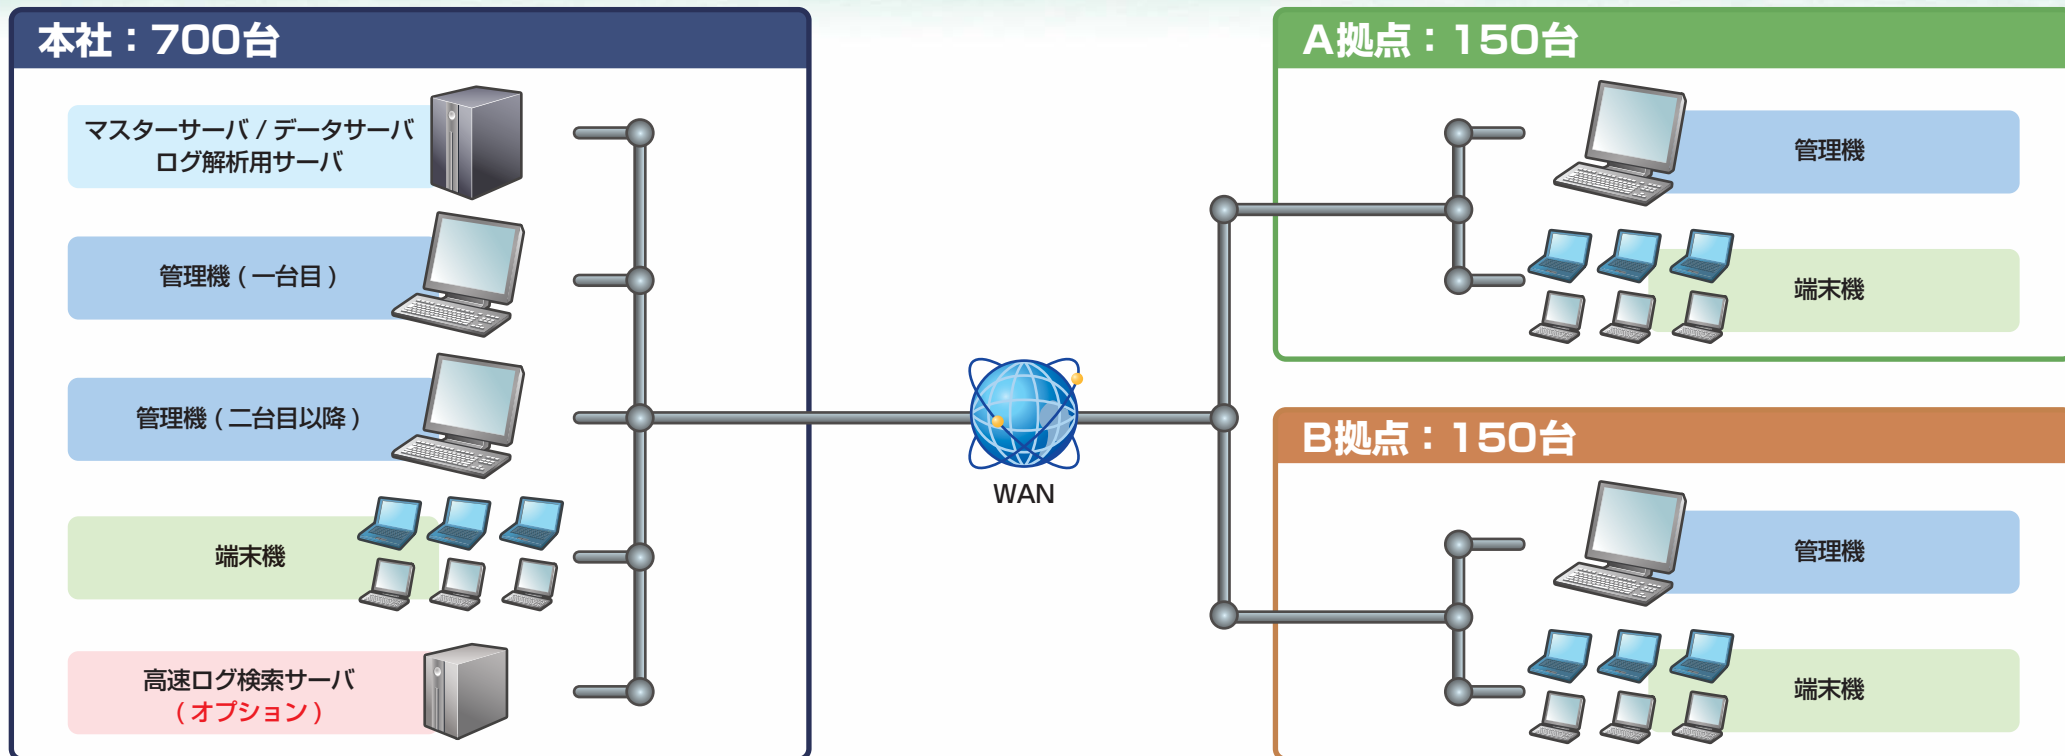 本社：700台
マスターサーバ / データサーバ
ログ解析用サーバ
管理機 ( 一台目 )
管理機 ( 二台目以降 )
端末機
高速ログ検索サーバ
( オプション )
WAN
A拠点：150台
管理機
端末機
B拠点：150台
管理機
端末機